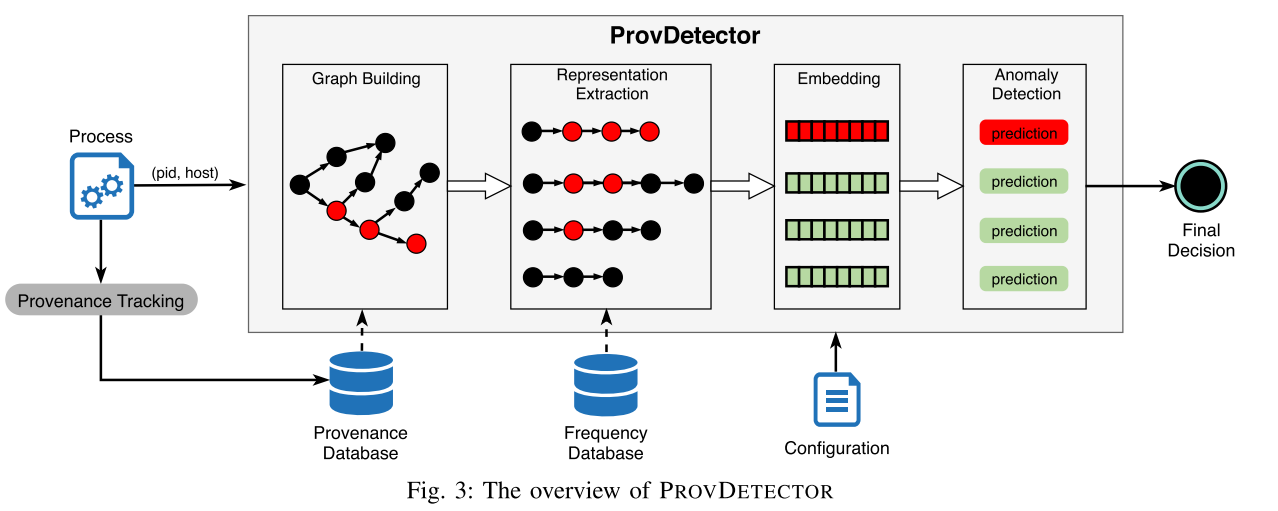 ProvDetector
Graph Building
Representation
Extraction
Embedding
Anomaly
Detection
Process
(pid, host)
Provenance Tracking
prediction
prediction
prediction
prediction
Final
Decision
Provenance
Database
Frequency
Database
Configuration
Fig. 3: The overview of PROVDETECTOR